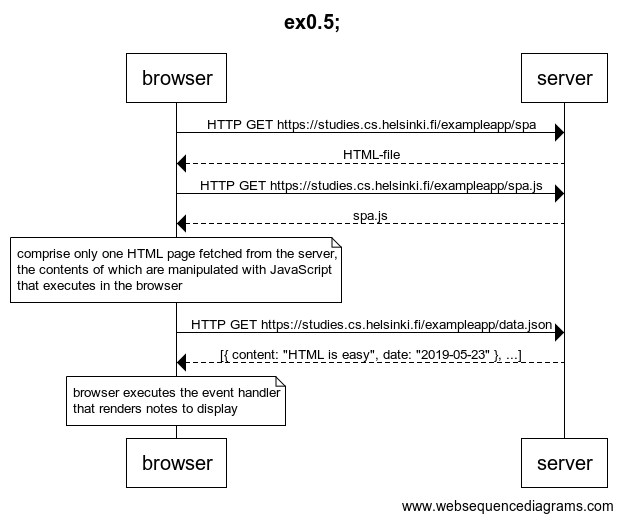 ex0.5;
browser
server
HTTP GET https://studies.cs.helsinki.fi/exampleapp/spa
HTML-file
HTTP GET https://studies.cs.helsinki.fi/exampleapp/spa.js
spa.js
comprise only one HTML page fetched from the server,
the contents of which are manipulated with JavaScript
that executes in the browser
HTTP GET https://studies.cs.helsinki.fi/exampleapp/data.json
[{ content: "HTML is easy", date: "2019-05-23" }, ...]
browser executes the event handler
that renders notes to display
browser
server
www.websequencediagrams.com